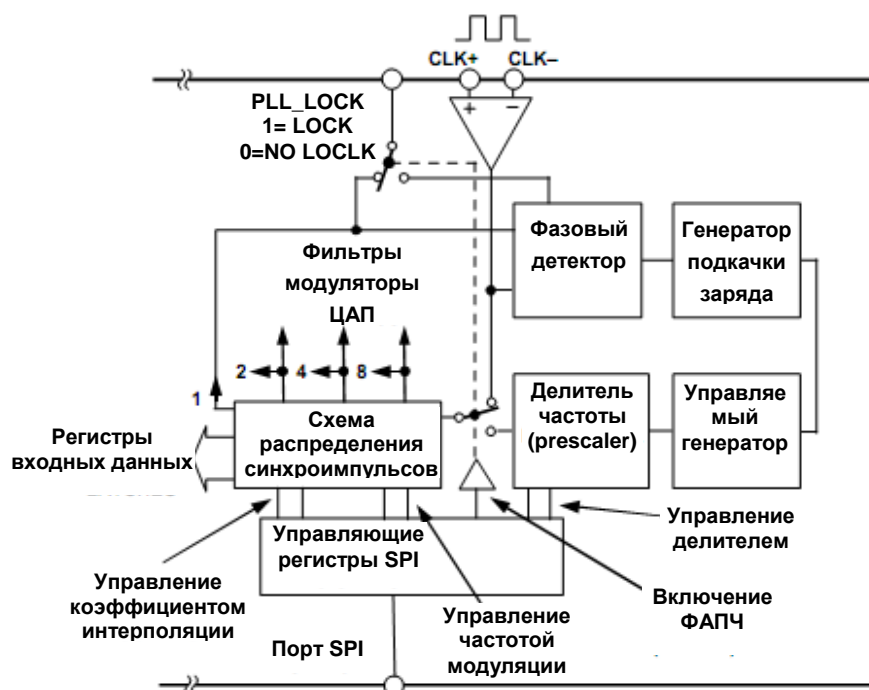 CLK+ CLK–
PLL_LOCK
1= LOCK
0=NO LOCLK
+ –
Фильтры
модуляторы
ЦАП
Фазовый
детектор
Генератор
подкачки
заряда
2 4 8
1
Регистры
входных данных
Схема
распределения
синхроимпульсов
Делитель
частоты
(prescaler)
Управляе
мый
генератор
Управляющие
регистры SPI
Управление
делителем
Управление
коэффициентом
интерполяции
Управление
частотой
модуляции
Включение
ФАПЧ
Порт SPI